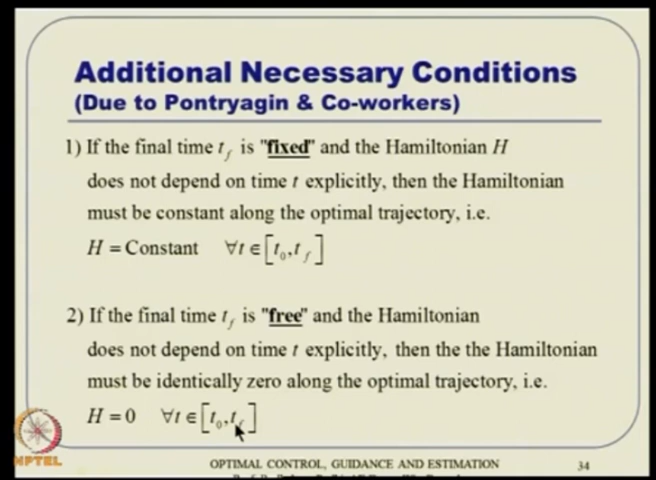 Additional Necessary Conditions
(Due to Pontryagin & Co-workers)
1) If the final time t_f is "fixed" and the Hamiltonian H
does not depend on time t explicitly, then the Hamiltonian
must be constant along the optimal trajectory, i.e.
H = Constant ∀t ∈ [t₀, t_f]
2) If the final time t_f is "free" and the Hamiltonian
does not depend on time t explicitly, then the the Hamiltonian
must be identically zero along the optimal trajectory, i.e.
H = 0 ∀t ∈ [t₀, t_f]
NPTEL
OPTIMAL CONTROL, GUIDANCE AND ESTIMATION
34